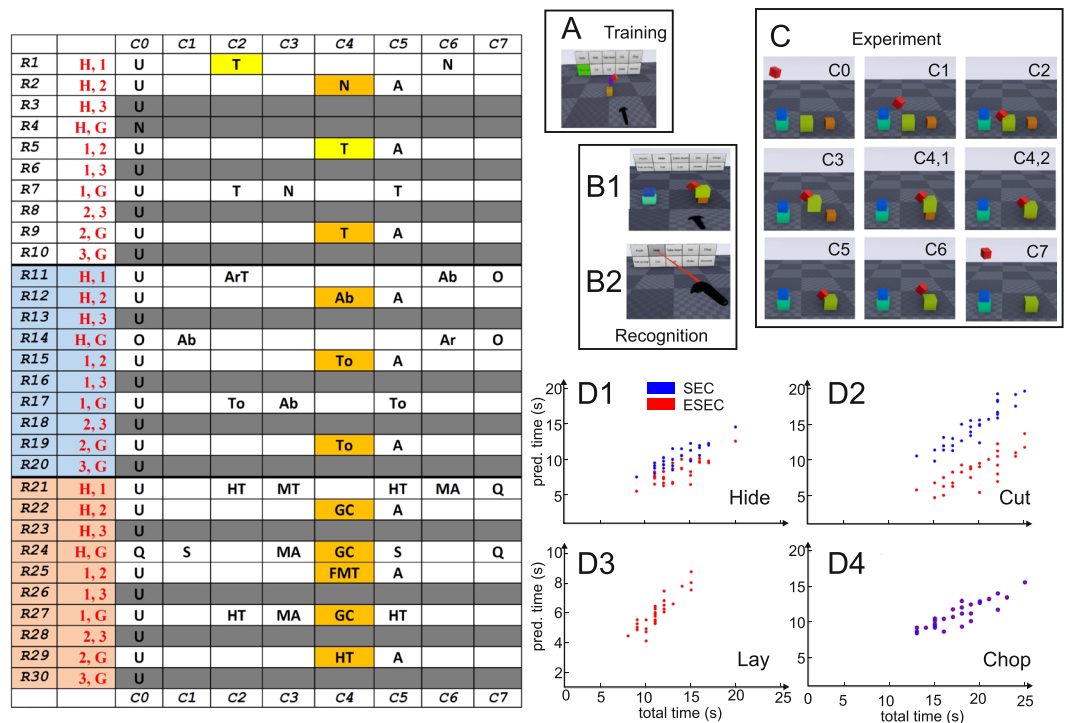 C0 C1 C2 C3 C4 C5 C6 C7
R1 H, 1 U T N
R2 H, 2 U N A
R3 H, 3 U
R4 H, G N
R5 1, 2 U T A
R6 1, 3 U
R7 1, G U T N T
R8 2, 3 U
R9 2, G U T A
R10 3, G U
R11 H, 1 U ArT Ab O
R12 H, 2 U Ab A
R13 H, 3 U
R14 H, G O Ab Ar O
R15 1, 2 U To A
R16 1, 3 U
R17 1, G U To Ab To
R18 2, 3 U
R19 2, G U To A
R20 3, G U
R21 H, 1 U HT MT HT MA Q
R22 H, 2 U GC A
R23 H, 3 U
R24 H, G Q S MA GC S Q
R25 1, 2 U FMT A
R26 1, 3 U
R27 1, G U HT MA GC HT
R28 2, 3 U
R29 2, G U HT A
R30 3, G U
C0 C1 C2 C3 C4 C5 C6 C7
A Training
B1
B2
Recognition
C Experiment
C0 C1 C2
C3 C4,1 C4,2
C5 C6 C7
D1
SEC
ESEC
pred. time (s)
20
15
10
5
Hide
D2
20
15
10
5
Cut
D3
pred. time (s)
10
8
6
4
2
Lay
0 5 10 15 20 25
total time (s)
D4
20
15
10
5
Chop
0 5 10 15 20 25
total time (s)